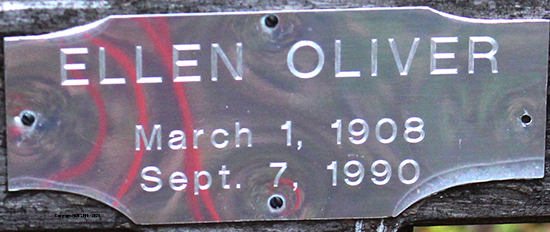 ELLEN OLIVER
March 1, 1908
Sept. 7, 1990